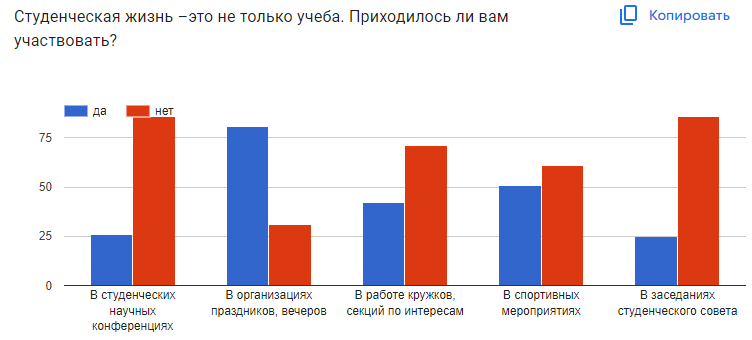 Студенческая жизнь –это не только учеба. Приходилось ли вам
участвовать?
Копировать
да
нет
75
50
25
0
В студенческих
научных
конференциях
В организациях
праздников, вечеров
В работе кружков,
секций по интересам
В спортивных
мероприятиях
В заседаниях
студенческого совета